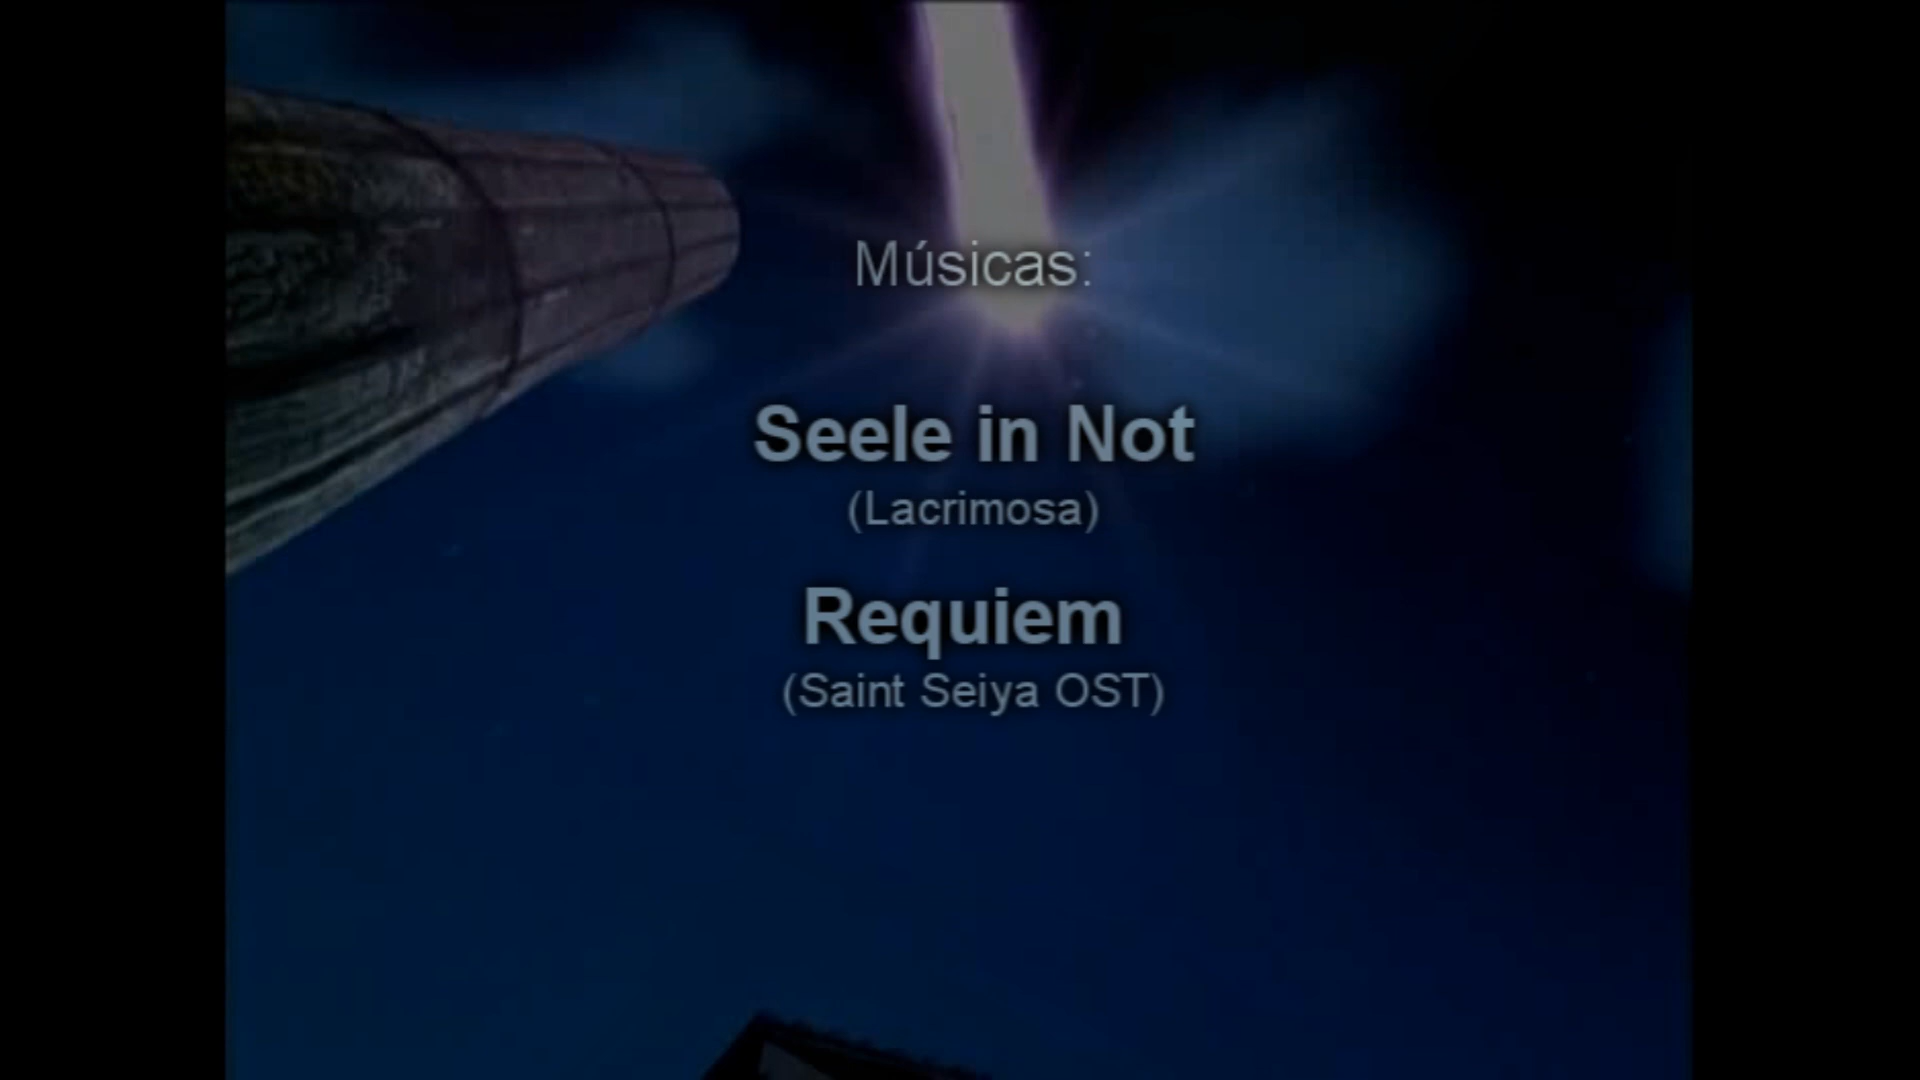 Músicas:
Seele in Not
(Lacrimosa)
Requiem
(Saint Seiya OST)